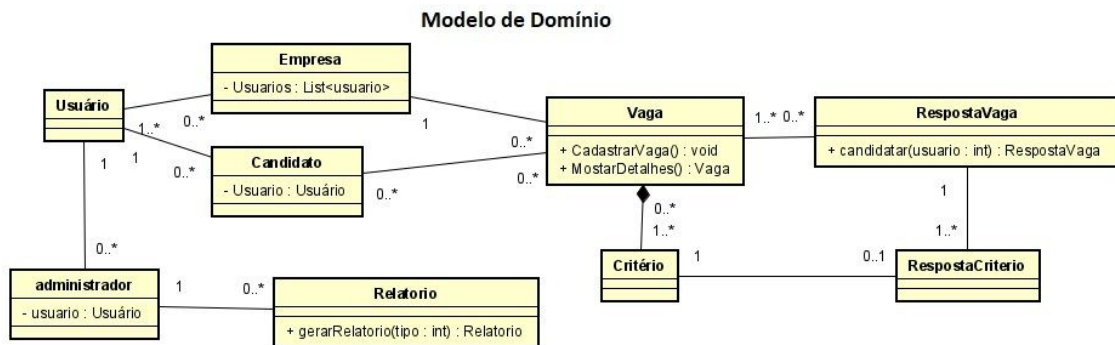 Modelo de Domínio
Empresa
- Usuarios : List<usuario>
Usuário
1..*
0..*
1
0..*
Vaga
+ CadastrarVaga() : void
+ MostarDetalhes() : Vaga
1..*
0..*
RespostaVaga
+ candidatar(usuario : int) : RespostaVaga
1
1
0..*
Candidato
- Usuario : Usuário
0..*
0..*
0..*
1..*
1
1..*
0..*
administrador
- usuario : Usuário
1
0..*
Relatorio
+ gerarRelatorio(tipo : int) : Relatorio
Critério
1
0..1
RespostaCriterio